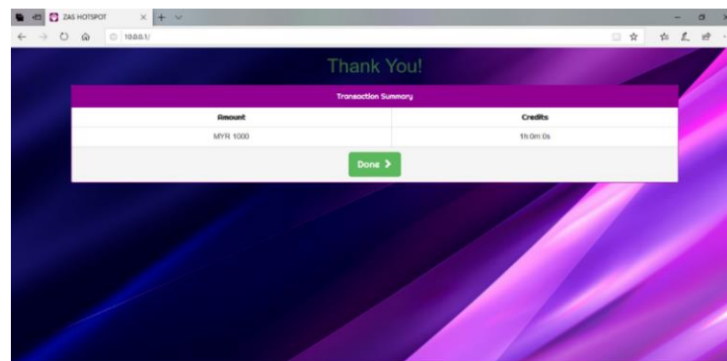 ZAS HOTSPOT
10.0.0.1/
Thank You!
Transaction Summary
Amount Credits
MYR 1000 1h 0m 0s
Done